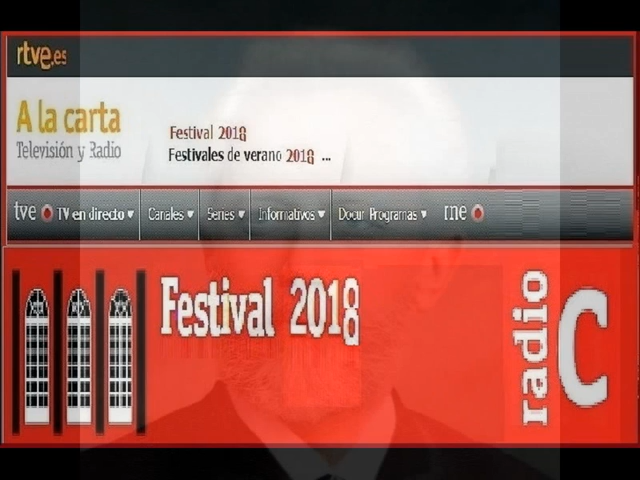 rtve.es
A la carta
Televisión y Radio
Festival 2018
Festivales de verano 2018 ...
tve TV en directo Canales Series Informativos Docum Programas rne
Festival 2018
radio
C